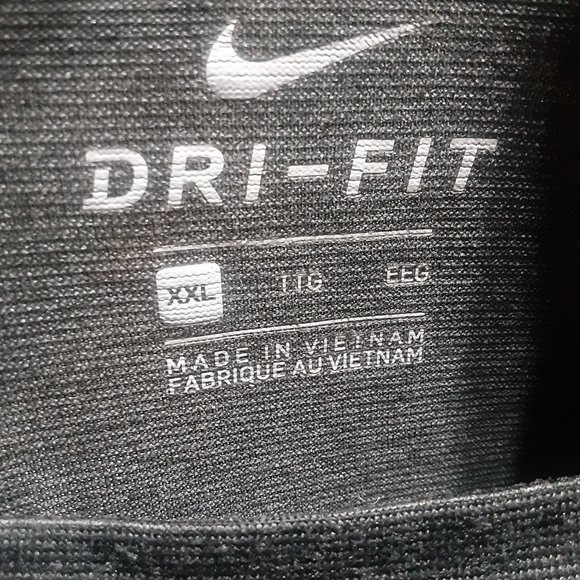 DRI-FIT
XXL TTG EEG
MADE IN VIETNAM
FABRIQUE AU VIETNAM